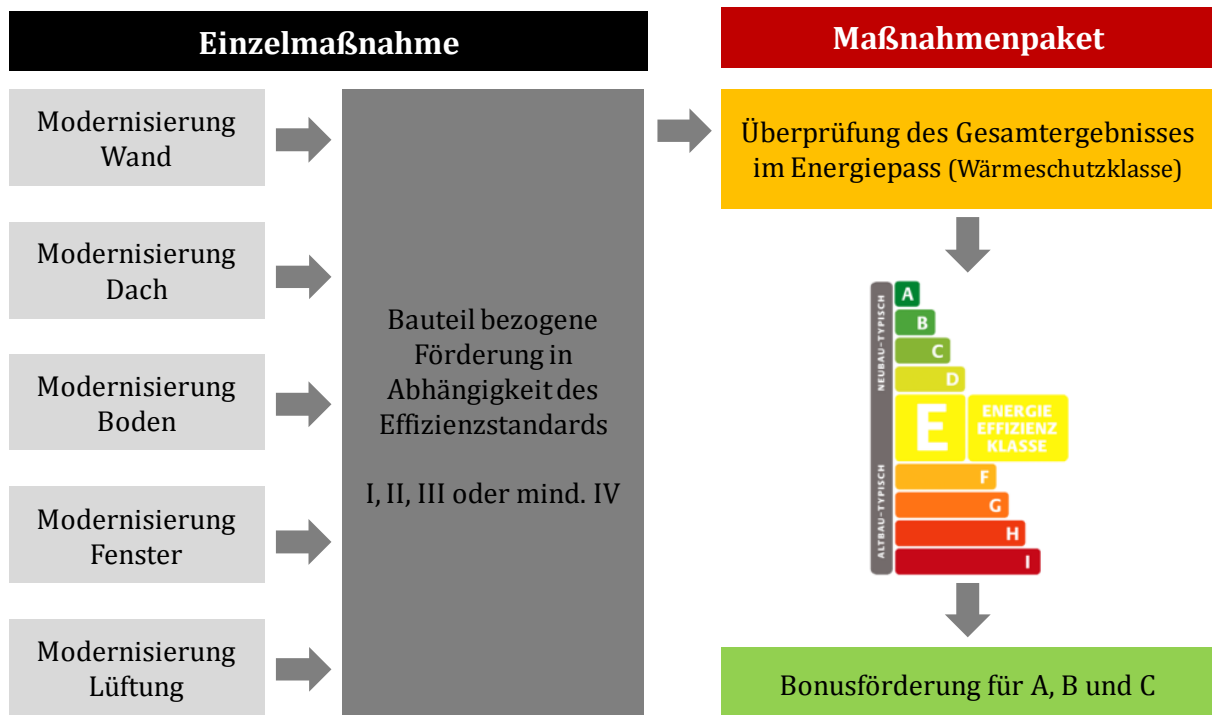 Einzelmaßnahme
Modernisierung
Wand
Modernisierung
Dach
Modernisierung
Boden
Modernisierung
Fenster
Modernisierung
Lüftung
Bauteil bezogene
Förderung in
Abhängigkeit des
Effizienzstandards
I, II, III oder mind. IV
Maßnahmenpaket
Überprüfung des Gesamtergebnisses
im Energiepass (Wärmeschutzklasse)
NEUBAU-TYPISCH
ALTBAU-TYPISCH
A
B
C
D
E
ENERGIE
EFFIZIENZ
KLASSE
F
G
H
I
Bonusförderung für A, B und C